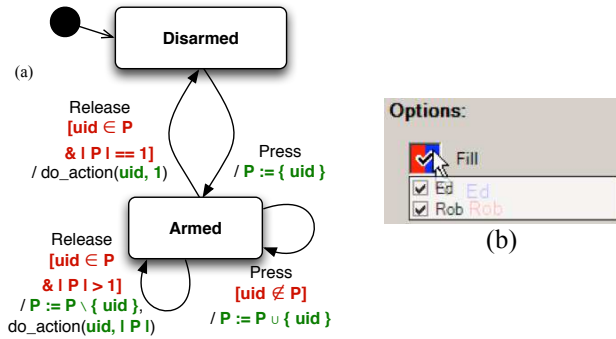 Disarmed
(a)
Release
[uid ∈ P
& | P | == 1]
/ do_action(uid, 1)
Press
/ P := { uid }
Armed
Release
[uid ∈ P
& | P | > 1]
/ P := P \ { uid },
do_action(uid, | P |)
Press
[uid ∉ P]
/ P := P ∪ { uid }
Options:
Fill
Ed Ed
Rob Rob
(b)